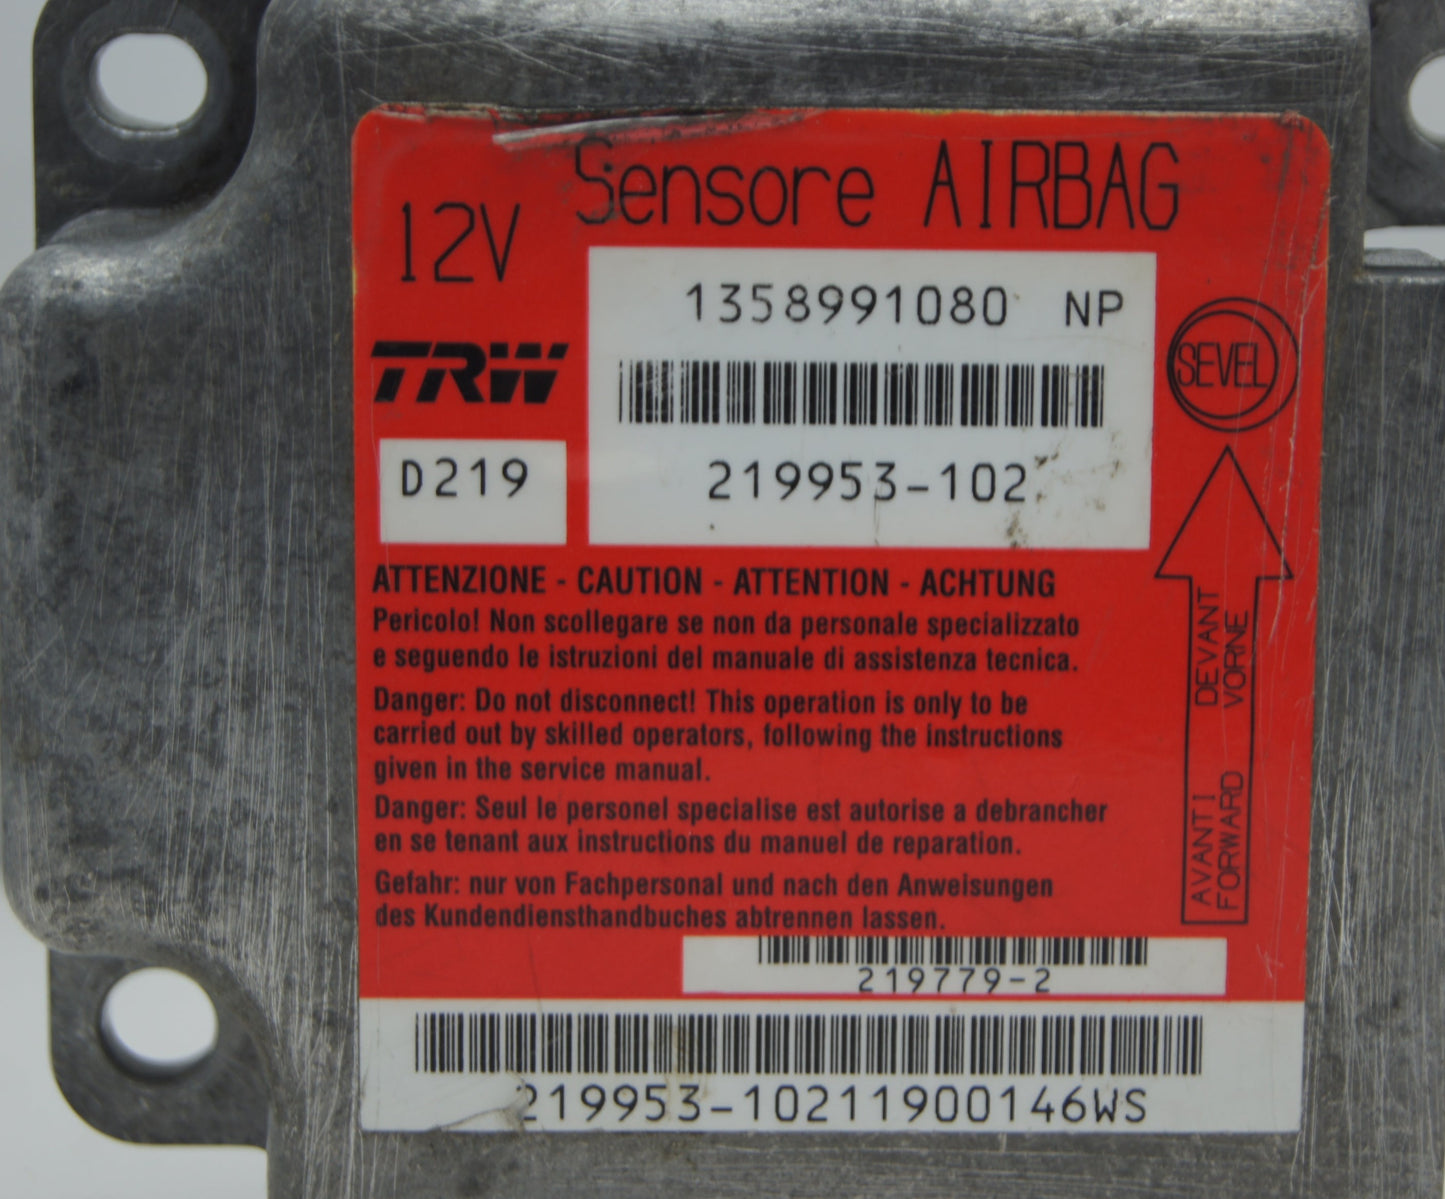 Sensore AIRBAG
12V
1358991080 NP
TRW
SEVEL
D219
219953-102
ATTENZIONE - CAUTION - ATTENTION - ACHTUNG
Pericolo! Non scollegare se non da personale specializzato
e seguendo le istruzioni del manuale di assistenza tecnica.
Danger: Do not disconnect! This operation is only to be
carried out by skilled operators, following the instructions
given in the service manual.
Danger: Seul le personel specialise est autorise a debrancher
en se tenant aux instructions du manuel de reparation.
Gefahr: nur von Fachpersonal und nach den Anweisungen
des Kundendiensthandbuches abtrennen lassen.
AVANTI DEVANT
FORWARD VORNE
219779-2
219953-10211900146WS